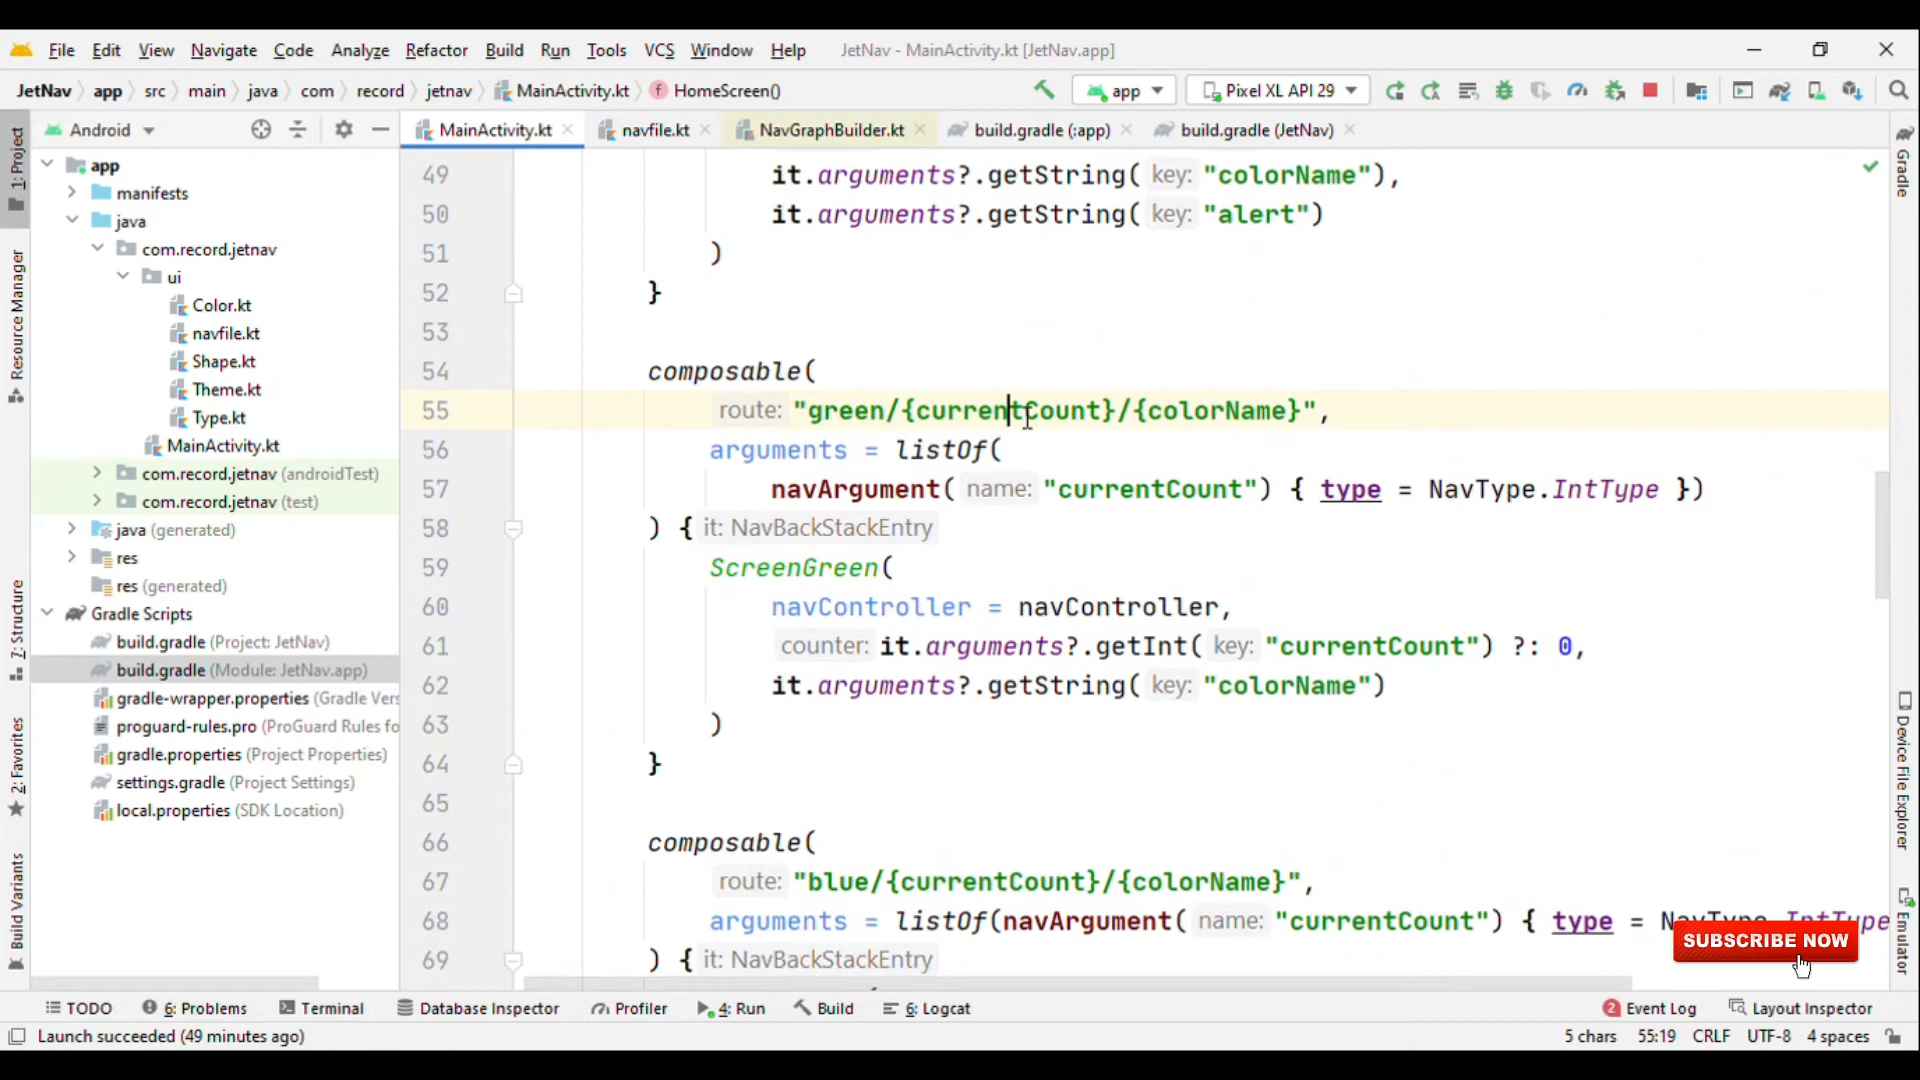 File Edit View Navigate Code Analyze Refactor Build Run Tools VCS Window Help JetNav - MainActivity.kt [JetNav.app]
JetNav app src main java com record jetnav MainActivity.kt HomeScreen() app Pixel XL API 29
Android
MainActivity.kt navfile.kt NavGraphBuilder.kt build.gradle (:app) build.gradle (JetNav)
1: Project
Resource Manager
7: Structure
2: Favorites
Build Variants
app
manifests
java
com.record.jetnav
ui
Color.kt
navfile.kt
Shape.kt
Theme.kt
Type.kt
MainActivity.kt
com.record.jetnav (androidTest)
com.record.jetnav (test)
java (generated)
res
res (generated)
Gradle Scripts
build.gradle (Project: JetNav)
build.gradle (Module: JetNav.app)
gradle-wrapper.properties (Gradle Vers
proguard-rules.pro (ProGuard Rules fo
gradle.properties (Project Properties)
settings.gradle (Project Settings)
local.properties (SDK Location)
49 it.arguments?.getString( key: "colorName"),
50 it.arguments?.getString( key: "alert")
51 )
52 }
53
54 composable(
55 route: "green/{currentCount}/{colorName}",
56 arguments = listOf(
57 navArgument( name: "currentCount") { type = NavType.IntType })
58 ) { it: NavBackStackEntry
59 ScreenGreen(
60 navController = navController,
61 counter: it.arguments?.getInt( key: "currentCount") ?: 0,
62 it.arguments?.getString( key: "colorName")
63 )
64 }
65
66 composable(
67 route: "blue/{currentCount}/{colorName}",
68 arguments = listOf(navArgument( name: "currentCount") { type = NavType.IntType
69 ) { it: NavBackStackEntry
SUBSCRIBE NOW
Gradle
Device File Explorer
Emulator
TODO 6: Problems Terminal Database Inspector Profiler 4: Run Build 6: Logcat 2 Event Log Layout Inspector
Launch succeeded (49 minutes ago) 5 chars 55:19 CRLF UTF-8 4 spaces